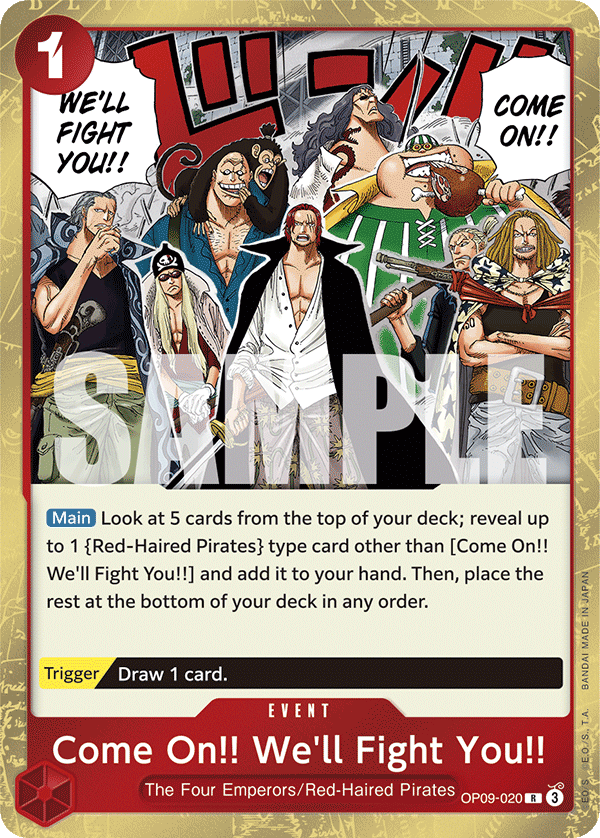 1
WE'LL
FIGHT
YOU!!
COME
ON!!
SAMPLE
Main Look at 5 cards from the top of your deck; reveal up
to 1 {Red-Haired Pirates} type card other than [Come On!!
We'll Fight You!!] and add it to your hand. Then, place the
rest at the bottom of your deck in any order.
Trigger Draw 1 card.
EVENT
Come On!! We'll Fight You!!
The Four Emperors/Red-Haired Pirates
OP09-020 R 3
BANDAI MADE IN JAPAN